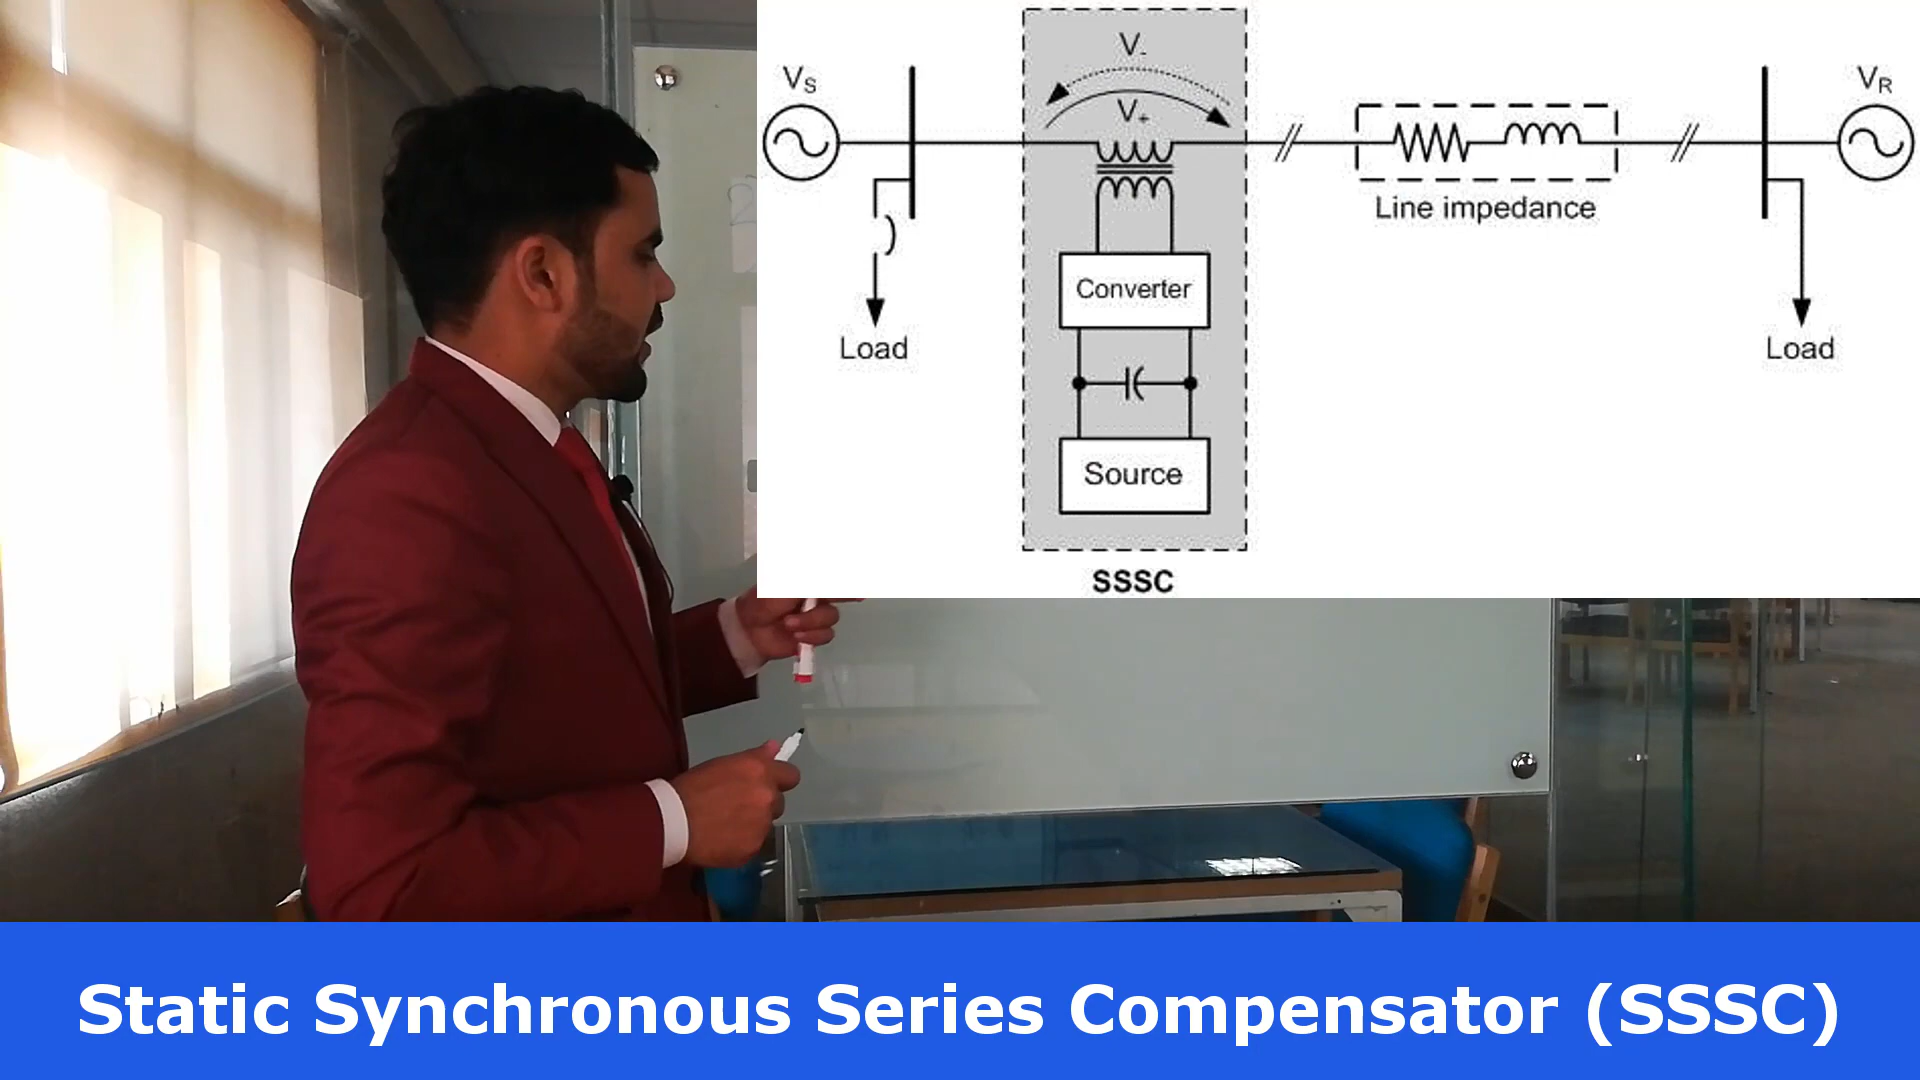 V-
V+
VS
VR
Line impedance
Converter
Load
Load
Source
SSSC
Static Synchronous Series Compensator (SSSC)